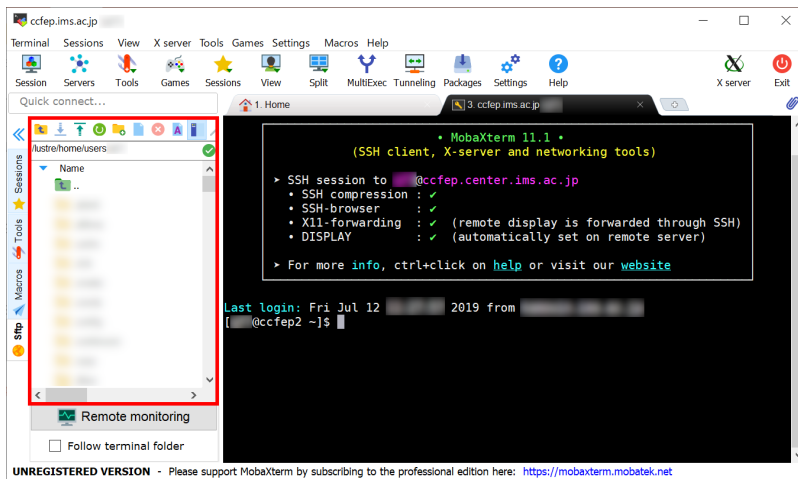 ccfep.ims.ac.jp
Terminal Sessions View X server Tools Games Settings Macros Help
Session Servers Tools Games Sessions View Split MultiExec Tunneling Packages Settings Help X server Exit
Quick connect...
1. Home
3. ccfep.ims.ac.jp
/lustre/home/users
Name
..
Sessions
Tools
Macros
Sftp
• MobaXterm 11.1 •
(SSH client, X-server and networking tools)
➤ SSH session to @ccfep.center.ims.ac.jp
• SSH compression : ✔
• SSH-browser : ✔
• X11-forwarding : ✔ (remote display is forwarded through SSH)
• DISPLAY : ✔ (automatically set on remote server)
➤ For more info, ctrl+click on help or visit our website
Last login: Fri Jul 12 2019 from
[ @ccfep2 ~]$
Remote monitoring
Follow terminal folder
UNREGISTERED VERSION - Please support MobaXterm by subscribing to the professional edition here: https://mobaxterm.mobatek.net